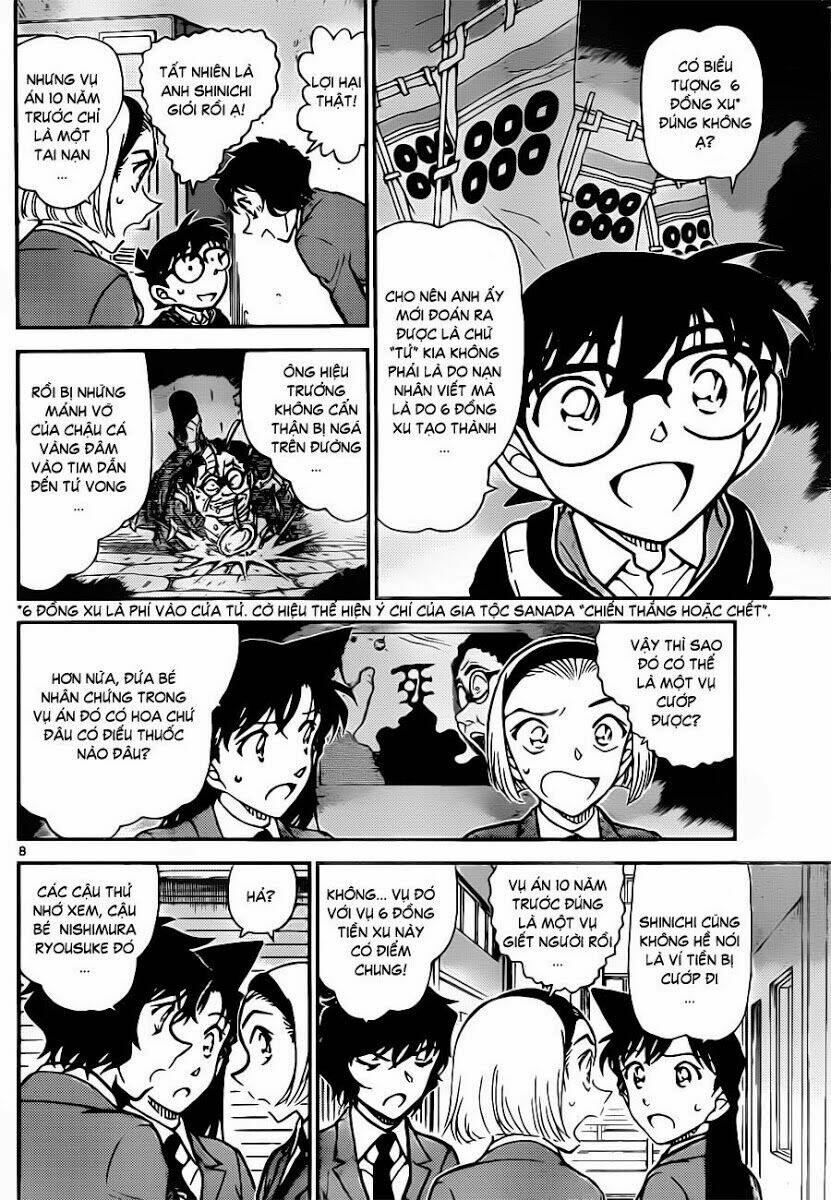 NHƯNG VỤ
ÁN 10 NĂM
TRƯỚC CHỈ
LÀ MỘT
TAI NẠN
...
TẤT NHIÊN LÀ
ANH SHINICHI
GIỎI RỒI Ạ!
LỢI HẠI
THẬT!
CÓ BIỂU
TƯỢNG 6
ĐỒNG XU*
ĐÚNG KHÔNG
Ạ?
CHO NÊN ANH ẤY
MỚI ĐOÁN RA
ĐƯỢC LÀ CHỮ
"TỬ" KIA KHÔNG
PHẢI LÀ DO NẠN
NHÂN VIẾT MÀ
LÀ DO 6 ĐỒNG
XU TẠO THÀNH
...
RỒI BỊ NHỮNG
MẢNH VỠ
CỦA CHẬU CÁ
VÀNG ĐÂM
VÀO TIM DẪN
ĐẾN TỬ VONG
ÔNG HIỆU
TRƯỞNG
KHÔNG CẨN
THẬN BỊ NGÃ
TRÊN ĐƯỜNG
...
*6 ĐỒNG XU LÀ PHÍ VÀO CỬA TỬ. CỜ HIỆU THỂ HIỆN Ý CHÍ CỦA GIA TỘC SANADA "CHIẾN THẮNG HOẶC CHẾT".
HƠN NỮA, ĐỨA BÉ
NHÂN CHỨNG TRONG
VỤ ÁN ĐÓ CÓ HOA CHỨ
ĐÂU CÓ ĐIẾU THUỐC
NÀO ĐÂU?
VẬY THÌ SAO
ĐÓ CÓ THỂ
LÀ MỘT VỤ
CƯỚP
ĐƯỢC?
8
CÁC CẬU THỬ
NHỚ XEM, CẬU
BÉ NISHIMURA
RYOUSUKE ĐÓ
...
HẢ?
KHÔNG... VỤ ĐÓ
VỚI VỤ 6 ĐỒNG
TIỀN XU NÀY
CÓ ĐIỂM
CHUNG!
VỤ ÁN 10 NĂM
TRƯỚC ĐÚNG
LÀ MỘT VỤ
GIẾT NGƯỜI RỒI
...
SHINICHI CŨNG
KHÔNG HỀ NÓI
LÀ VÍ TIỀN BỊ
CƯỚP ĐI
...